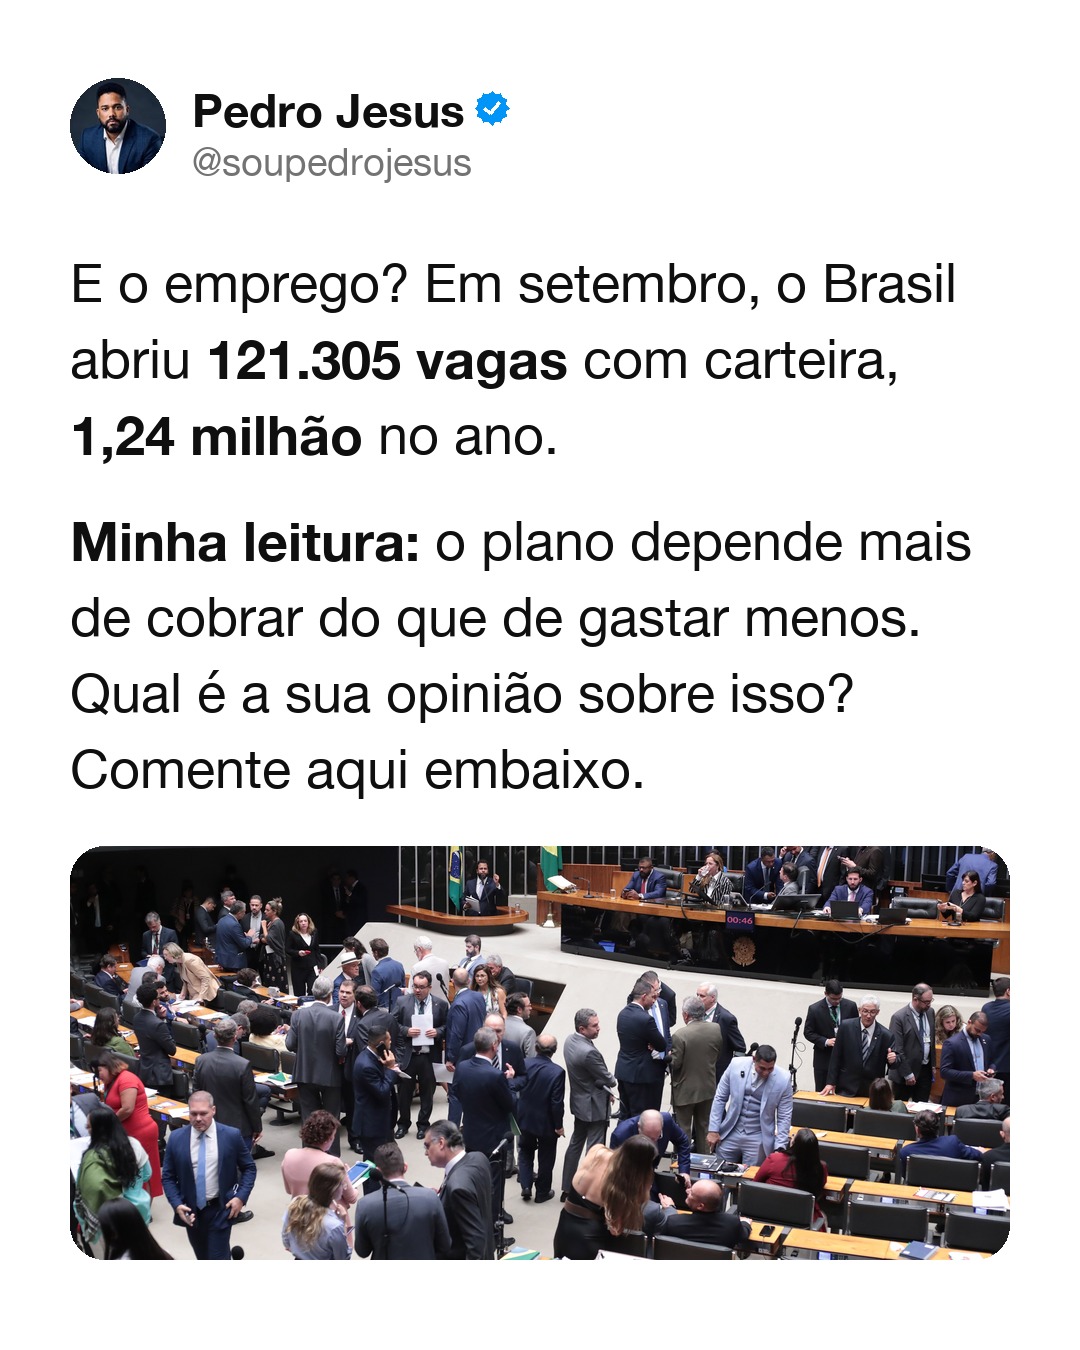 Pedro Jesus
@soupedrojesus
E o emprego? Em setembro, o Brasil
abriu 121.305 vagas com carteira,
1,24 milhão no ano.
Minha leitura: o plano depende mais
de cobrar do que de gastar menos.
Qual é a sua opinião sobre isso?
Comente aqui embaixo.
00:46